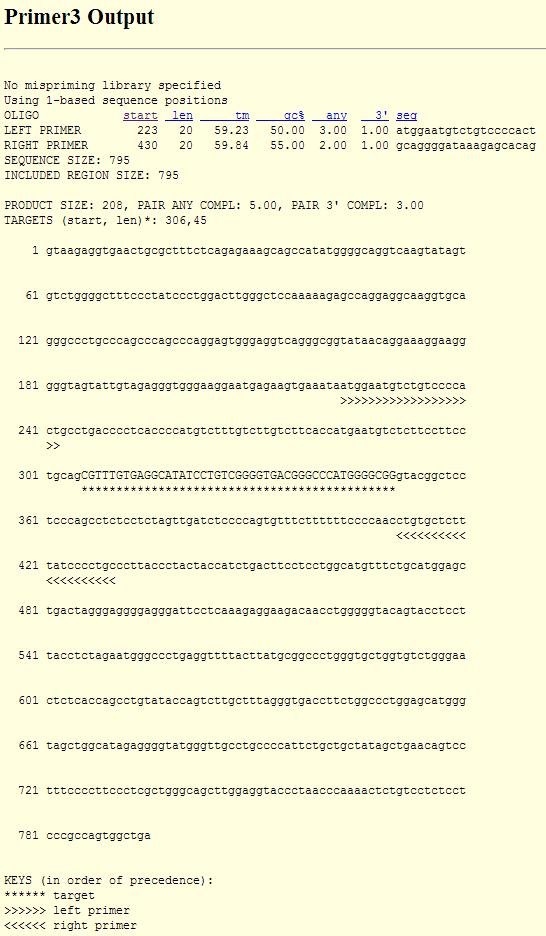 Primer3 Output
No mispriming library specified
Using 1-based sequence positions
OLIGO start len tm gc% any 3' seq
LEFT PRIMER 223 20 59.23 50.00 3.00 1.00 atggaatgtctgtccccact
RIGHT PRIMER 430 20 59.84 55.00 2.00 1.00 gcaggggataaagagcacag
SEQUENCE SIZE: 795
INCLUDED REGION SIZE: 795
PRODUCT SIZE: 208, PAIR ANY COMPL: 5.00, PAIR 3' COMPL: 3.00
TARGETS (start, len)*: 306,45
1 gtaagaggtgaactgcgctttctcagagaaagcagccatatggggcaggtcaagtatagt
61 gtctggggctttccctatccctggacttgggctccaaaaagagccaggaggcaaggtgca
121 gggccctgcccagcccagcccaggagtgggaggtcagggcggtataacaggaaaggaagg
181 gggtagtattgtagagggtgggaaggaatgagaagtgaaataatggaatgtctgtcccca
>>>>>>>>>>>>>>>>>>
241 ctgcctgacccctcaccccatgtctttgtcttgtcttcaccatgaatgtctcttccttcc
>>
301 tgcagCGTTTGTGAGGCATATCCTGTCGGGGTGACGGGCCCATGGGGCGGgtacggctcc
*********************************************
361 tcccagcctctcctctagttgatctccccagtgtttcttttttccccaacctgtgctctt
<<<<<<<<<<
421 tatcccctgcccttaccctactaccatctgacttcctcctggcatgtttctgcatggagc
<<<<<<<<<<
481 tgactagggaggggagggattcctcaaagaggaagacaacctgggggtacagtacctcct
541 tacctctagaatgggccctgaggttttacttatgcggccctgggtgctggtgtctgggaa
601 ctctcaccagcctgtataccagtcttgctttagggtgaccttctggccctggagcatggg
661 tagctggcatagaggggtatgggttgcctgccccattctgctgctatagctgaacagtcc
721 tttccccttccctcgctgggcagcttggaggtaccctaacccaaaactctgtcctctcct
781 cccgccagtggctga
KEYS (in order of precedence):
****** target
>>>>>> left primer
<<<<<< right primer